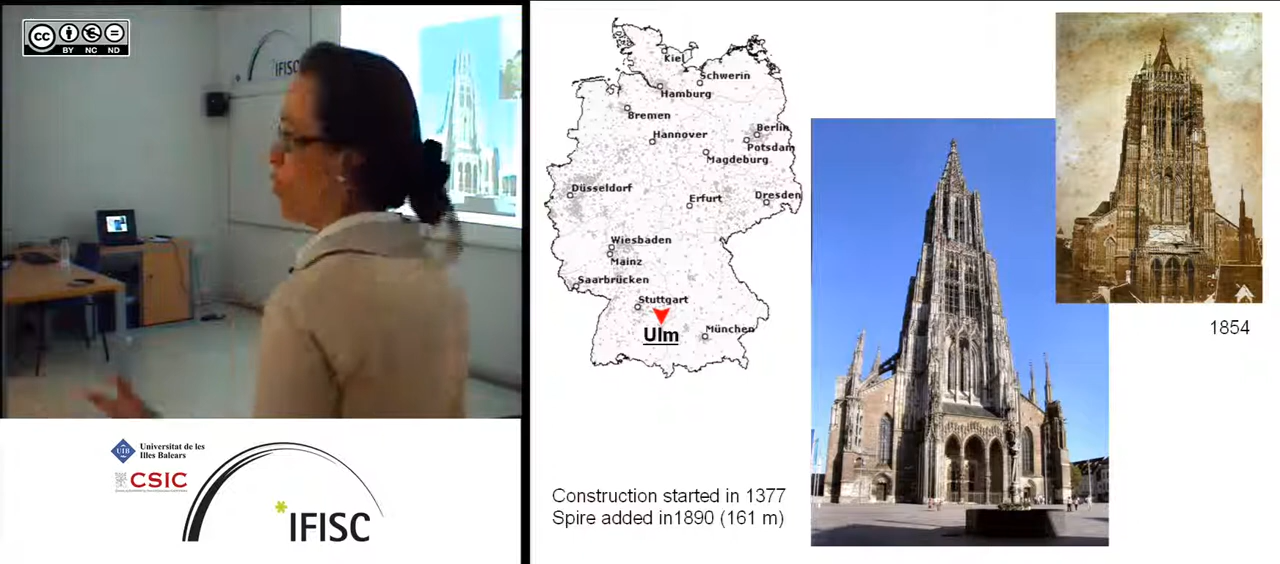 cc
BY NC ND
IFISC
UIB
Universitat de les
Illes Balears
CSIC
IFISC
Kiel
Schwerin
Hamburg
Bremen
Berlin
Hannover
Potsdam
Magdeburg
Düsseldorf
Erfurt
Dresden
Wiesbaden
Mainz
Saarbrücken
Stuttgart
Ulm
München
1854
Construction started in 1377
Spire added in1890 (161 m)